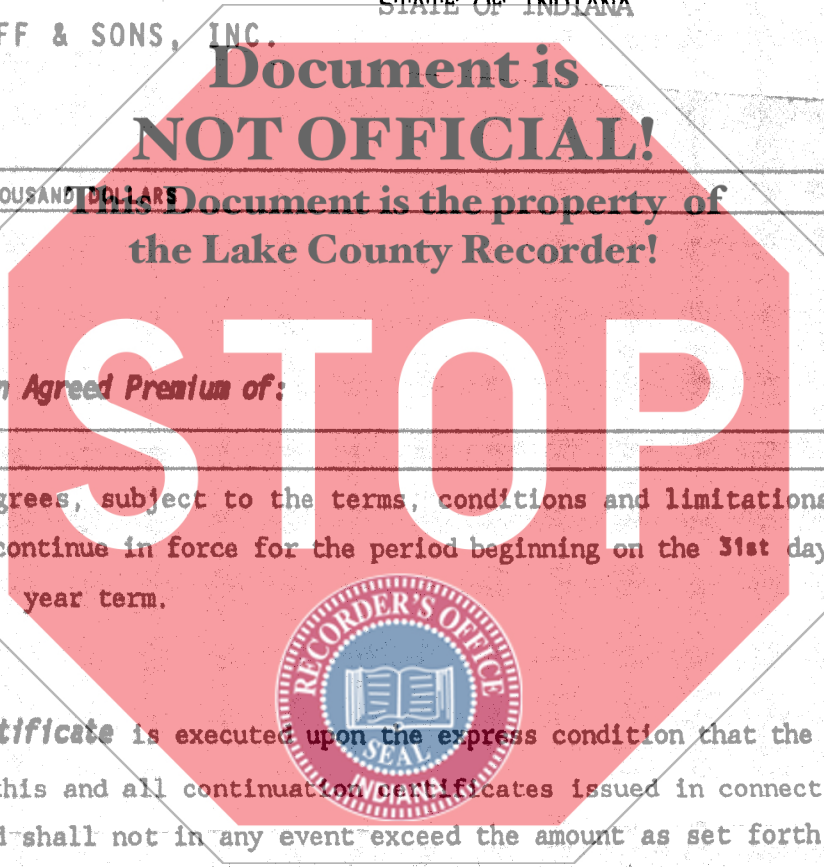 STATE OF INDIANA
FF & SONS, INC.
Document is
NOT OFFICIAL!
OUSAND DOLLARS
This Document is the property of
the Lake County Recorder!
STOP
n Agreed Premium of:
grees, subject to the terms, conditions and limitations
continue in force for the period beginning on the 31st day
year term.
RECORDER'S OFFICE
SEAL
INDIANA
tificate is executed upon the express condition that the
this and all continuation certificates issued in connect
d shall not in any event exceed the amount as set forth